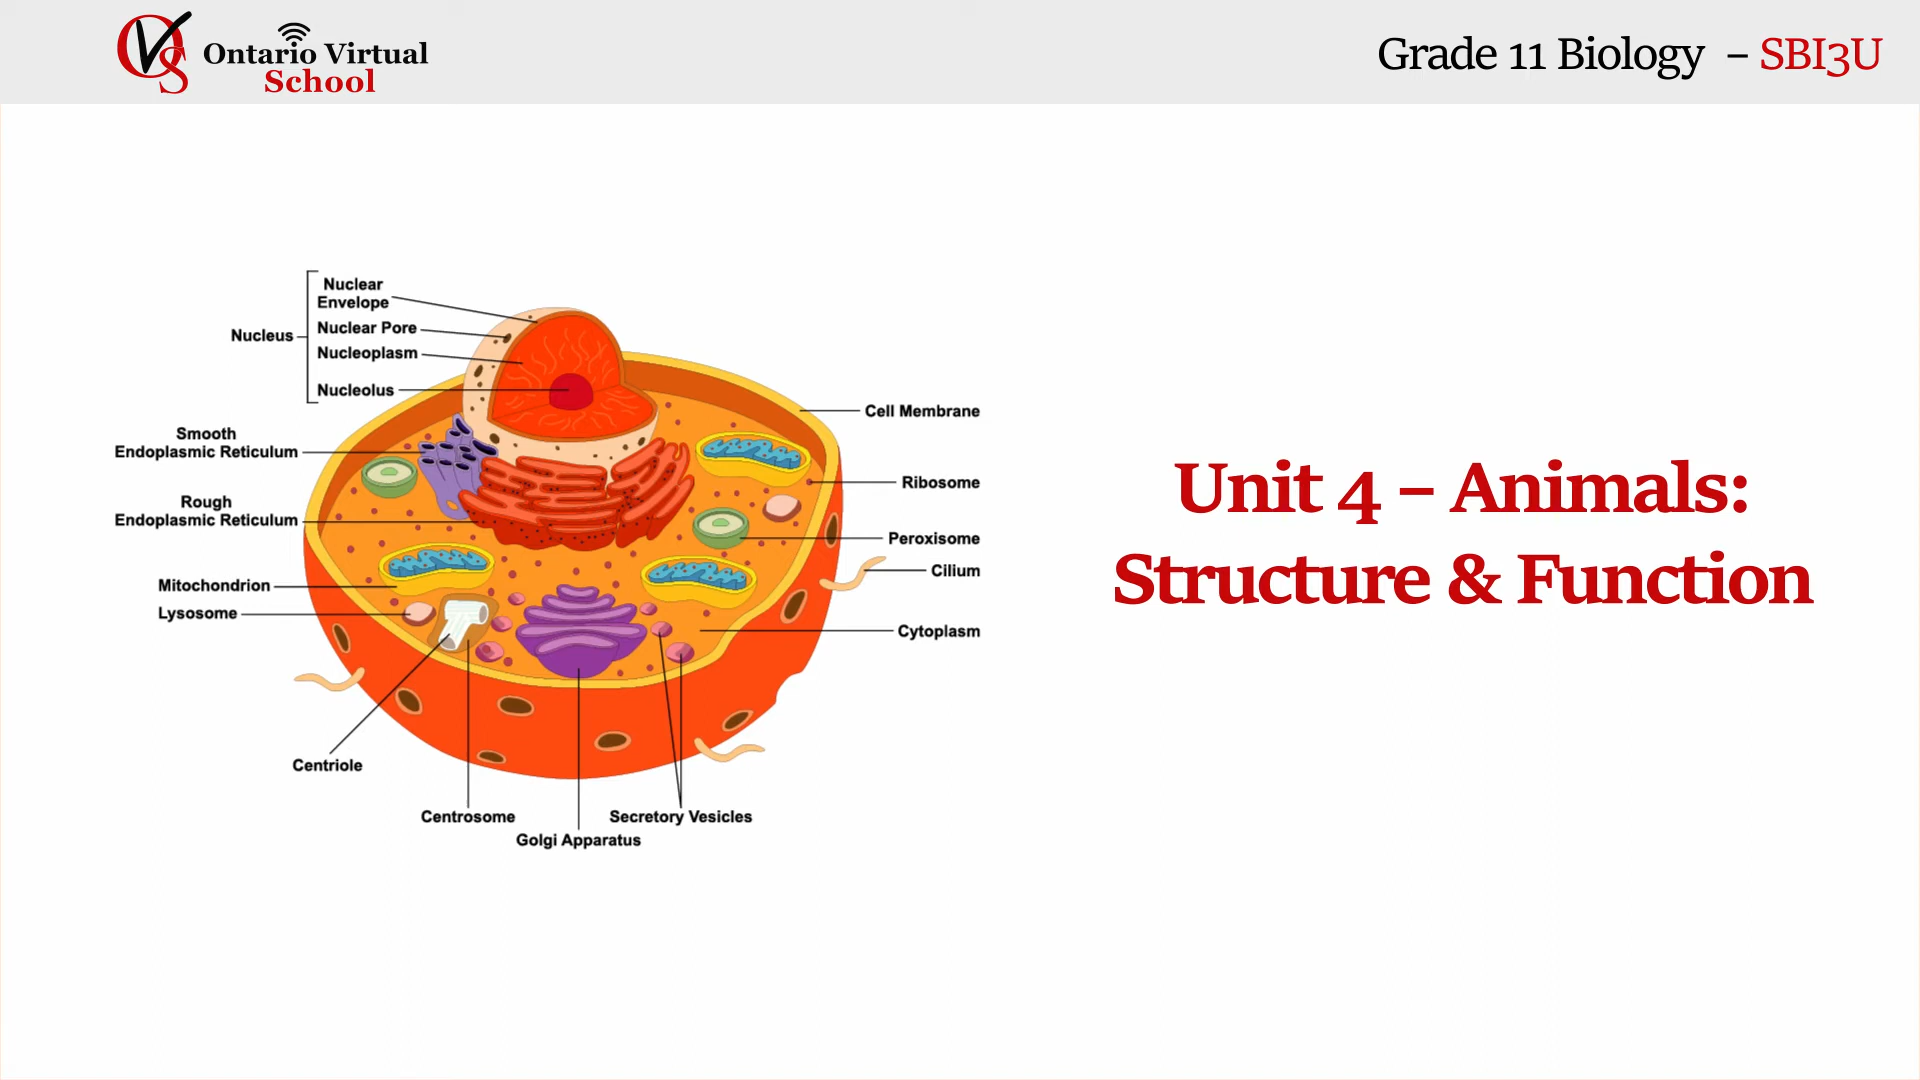 Ontario Virtual
School
Grade 11 Biology – SBI3U
Nucleus
Nuclear
Envelope
Nuclear Pore
Nucleoplasm
Nucleolus
Smooth
Endoplasmic Reticulum
Rough
Endoplasmic Reticulum
Mitochondrion
Lysosome
Centriole
Centrosome
Golgi Apparatus
Secretory Vesicles
Cell Membrane
Ribosome
Peroxisome
Cilium
Cytoplasm
Unit 4 – Animals:
Structure & Function